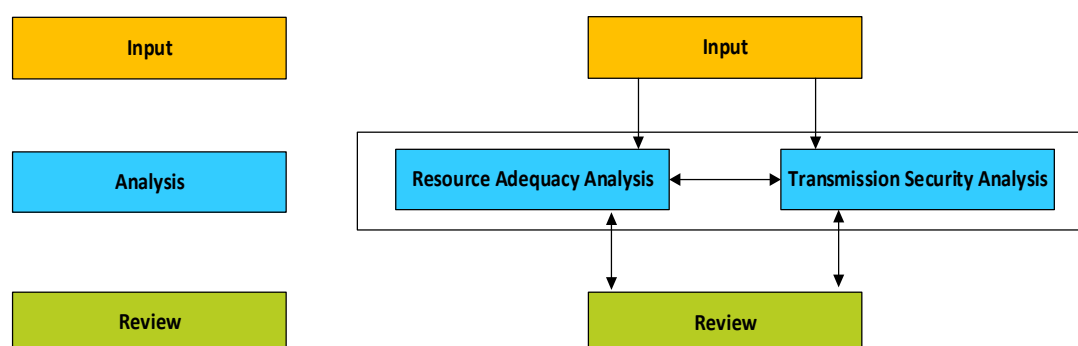 Input
Input
Analysis
Resource Adequacy Analysis
Transmission Security Analysis
Review
Review